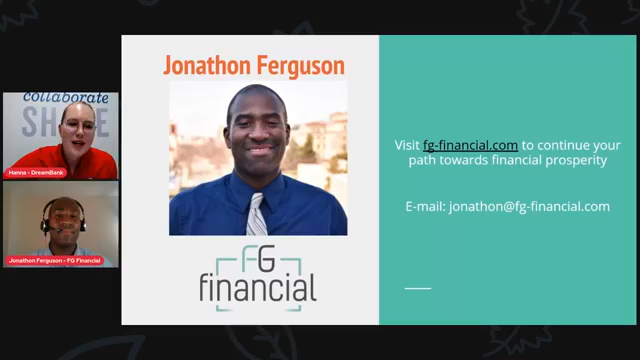 collaborate
SHARE
Hanna - DreamBank
Jonathon Ferguson - FG Financial
Jonathon Ferguson
FG
financial
Visit fg-financial.com to continue your
path towards financial prosperity
E-mail: jonathon@fg-financial.com